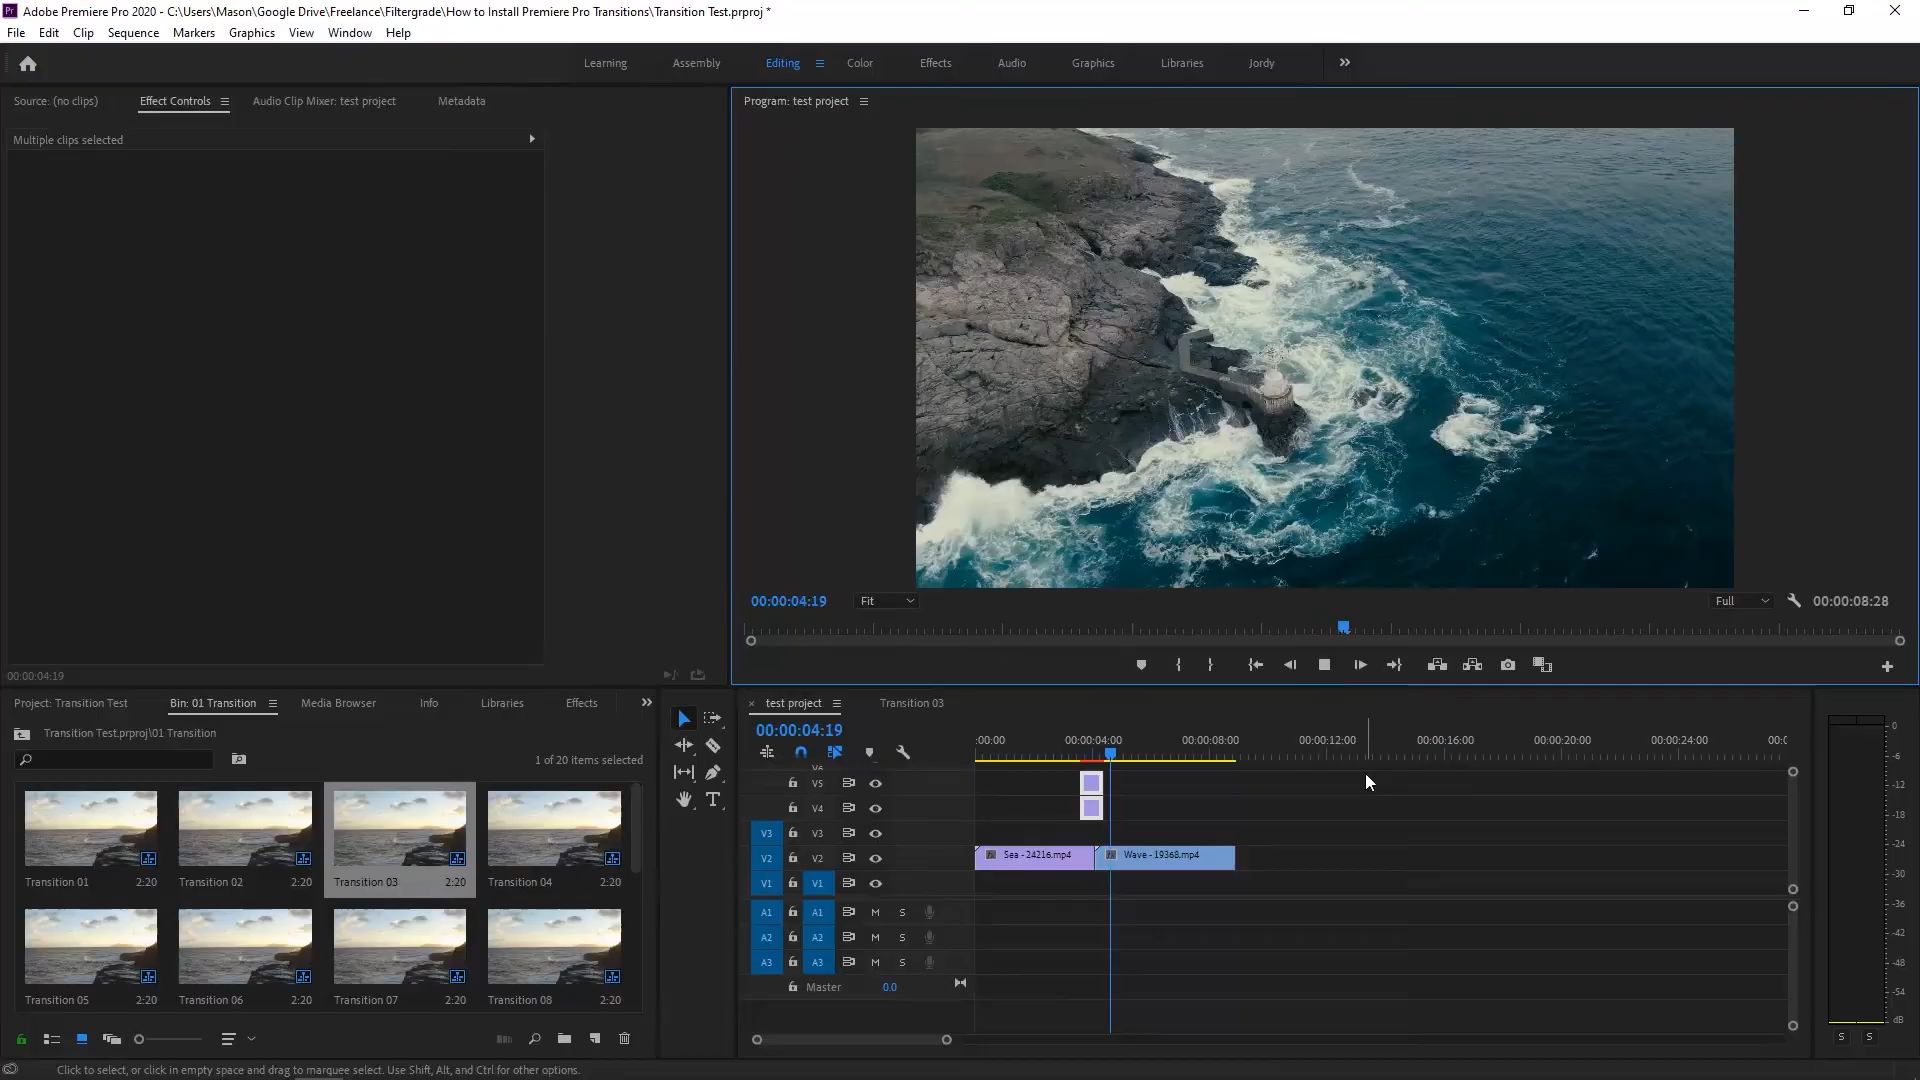 Adobe Premiere Pro 2020 - C:\Users\Mason\Google Drive\Freelance\Filtergrade\How to Install Premiere Pro Transitions\Transition Test.prproj *
File Edit Clip Sequence Markers Graphics View Window Help
Learning Assembly Editing Color Effects Audio Graphics Libraries Jordy
Source: (no clips) Effect Controls Audio Clip Mixer: test project Metadata
Multiple clips selected
00:00:04:19
Program: test project
00:00:04:19 Fit Full 00:00:08:28
Project: Transition Test Bin: 01 Transition Media Browser Info Libraries Effects
Transition Test.prproj\01 Transition
1 of 20 items selected
Transition 01 2:20 Transition 02 2:20 Transition 03 2:20 Transition 04 2:20
Transition 05 2:20 Transition 06 2:20 Transition 07 2:20 Transition 08 2:20
test project Transition 03
00:00:04:19
:00:00 00:00:04:00 00:00:08:00 00:00:12:00 00:00:16:00 00:00:20:00 00:00:24:00 00:0
V5
V4
V3 V3
V2 V2 Sea - 24216.mp4 Wave - 19368.mp4
V1 V1
A1 A1 M S
A2 A2 M S
A3 A3 M S
Master 0.0
0
-6
-12
-18
-24
-30
-36
-42
-48
-54
dB
S S
Click to select, or click in empty space and drag to marquee select. Use Shift, Alt, and Ctrl for other options.